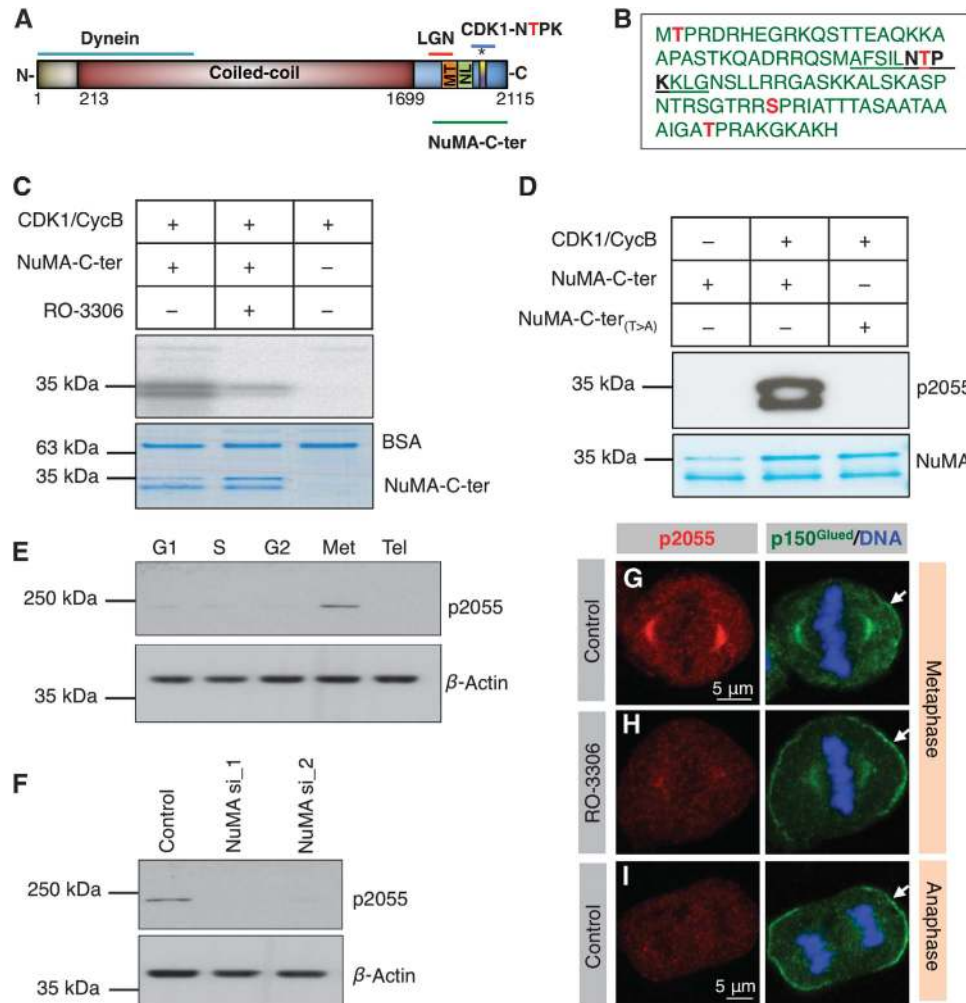 A
Dynein
LGN
CDK1-NTPK
*
N-
Coiled-coil
MT
NL
-C
1
213
1699
2115
NuMA-C-ter
B
MTPRDRHEGRKQSTTEAQKKA
APASTKQADRRQSMAFSILNTP
KKLGNSLLRRGASKKALSKASP
NTRSGTRRSPRIATTTASAATAA
AIGATPRAKGKAKH
C
CDK1/CycB + + +
NuMA-C-ter + + –
RO-3306 – + –
35 kDa
63 kDa
BSA
35 kDa
NuMA-C-ter
D
CDK1/CycB – + +
NuMA-C-ter + + –
NuMA-C-ter(T>A) – – +
35 kDa
p2055
35 kDa
NuMA
E
G1 S G2 Met Tel
250 kDa
p2055
β-Actin
35 kDa
F
Control
NuMA si_1
NuMA si_2
250 kDa
p2055
β-Actin
35 kDa
p2055
p150Glued/DNA
Control
G
5 μm
5 μm
RO-3306
H
Metaphase
Control
I
Anaphase